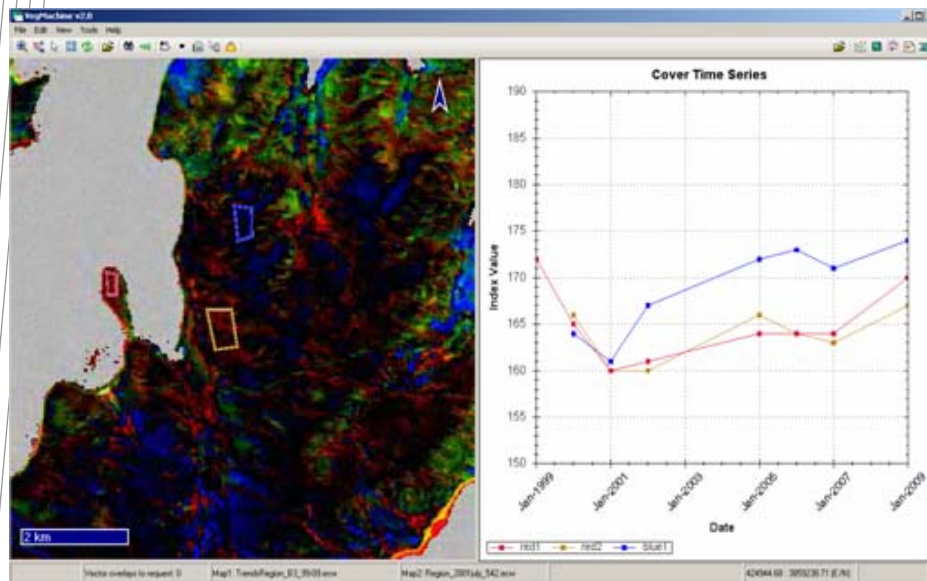 VegMachine v2.0
File Edit View Tools Help
Cover Time Series
Index Value
190
185
180
175
170
165
160
155
150
Jan-1999
Jan-2001
Jan-2003
Jan-2005
Jan-2007
Jan-2009
Date
red1 red2 blue1
2 km
Vector overlays to request: 0
Map1: TrendsRegion_B3_9909.ecw
Map2: Region_2001july_542.ecw